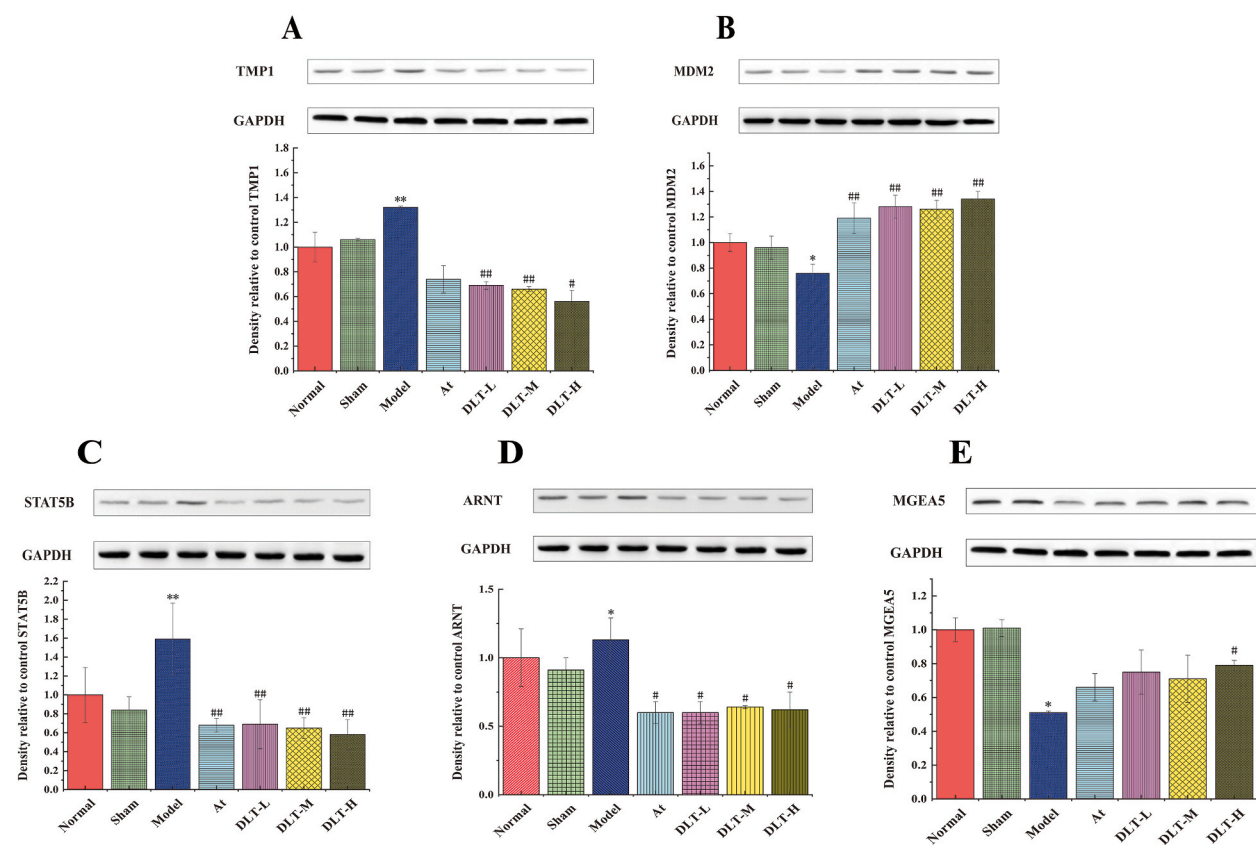 A
TMP1
GAPDH
Density relative to control TMP1
1.8
1.6
1.4
1.2
1.0
0.8
0.6
0.4
0.2
0.0
**
##
##
#
Normal
Sham
Model
At
DLT-L
DLT-M
DLT-H
B
MDM2
GAPDH
Density relative to control MDM2
1.6
1.4
1.2
1.0
0.8
0.6
0.4
0.2
0.0
*
##
##
##
##
Normal
Sham
Model
At
DLT-L
DLT-M
DLT-H
C
STAT5B
GAPDH
Density relative to control STAT5B
2.2
2.0
1.8
1.6
1.4
1.2
1.0
0.8
0.6
0.4
0.2
0.0
**
##
##
##
##
Normal
Sham
Model
At
DLT-L
DLT-M
DLT-H
D
ARNT
GAPDH
Density relative to control ARNT
1.5
1.0
0.5
0.0
*
#
#
#
#
Normal
Sham
Model
At
DLT-L
DLT-M
DLT-H
E
MGEA5
GAPDH
Density relative to control MGEA5
1.2
1.0
0.8
0.6
0.4
0.2
0.0
*
#
Normal
Sham
Model
At
DLT-L
DLT-M
DLT-H